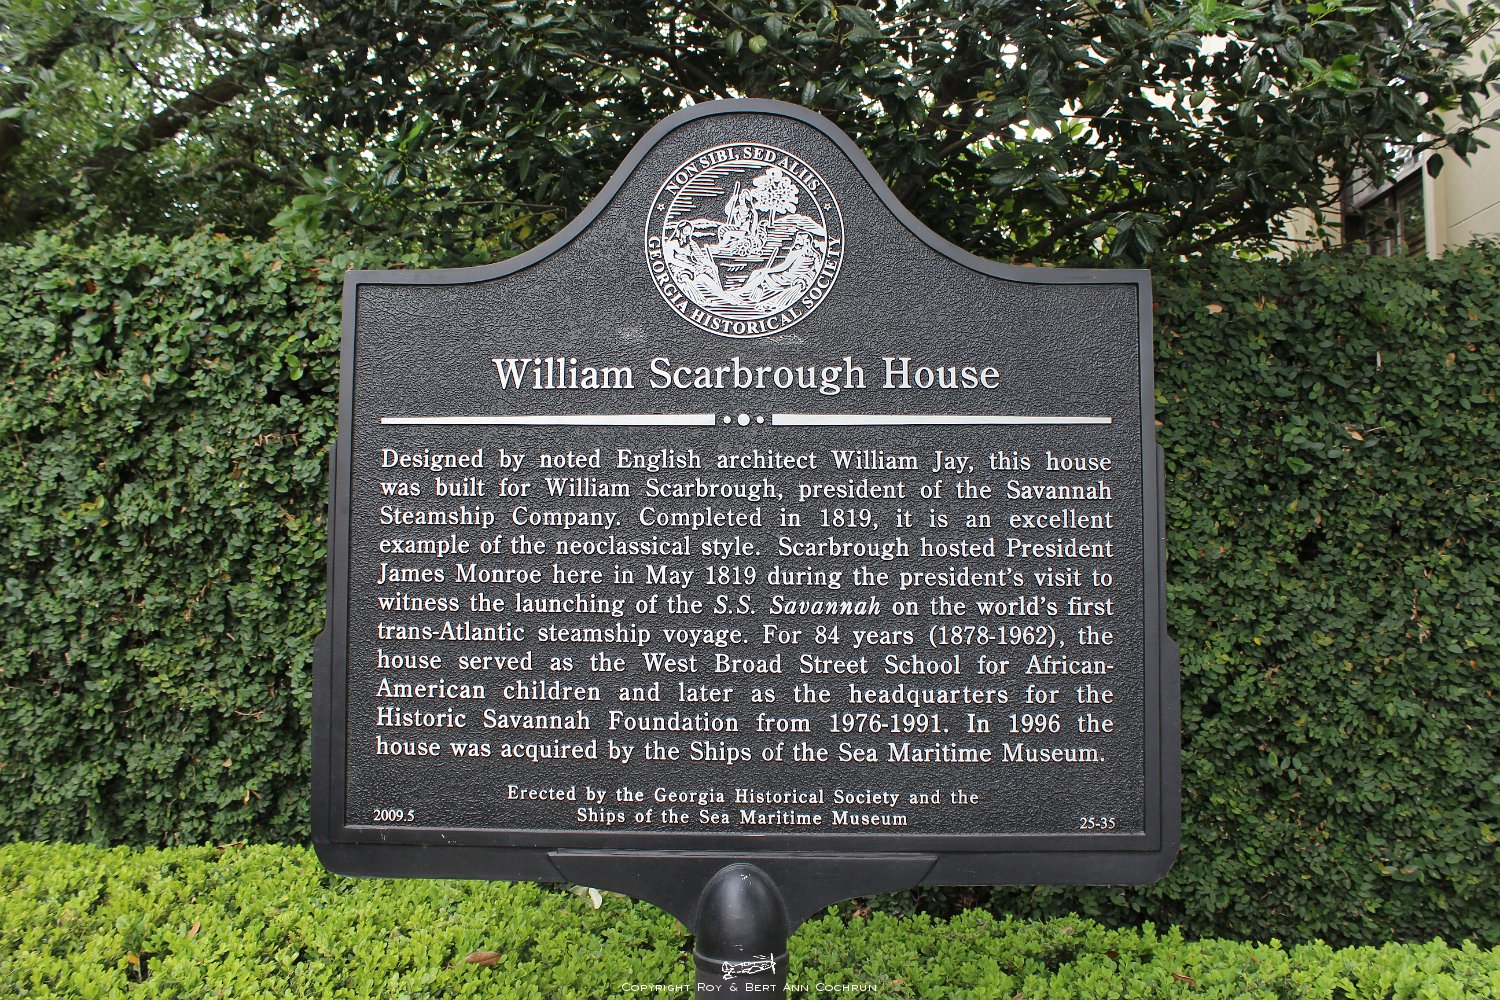 NON SIBI, SED ALIIS
GEORGIA HISTORICAL SOCIETY
William Scarbrough House
Designed by noted English architect William Jay, this house
was built for William Scarbrough, president of the Savannah
Steamship Company. Completed in 1819, it is an excellent
example of the neoclassical style. Scarbrough hosted President
James Monroe here in May 1819 during the president's visit to
witness the launching of the S.S. Savannah on the world's first
trans-Atlantic steamship voyage. For 84 years (1878-1962), the
house served as the West Broad Street School for African-
American children and later as the headquarters for the
Historic Savannah Foundation from 1976-1991. In 1996 the
house was acquired by the Ships of the Sea Maritime Museum.
Erected by the Georgia Historical Society and the
Ships of the Sea Maritime Museum
2009.5
25-35
Copyright Roy & Bert Ann Cochrun